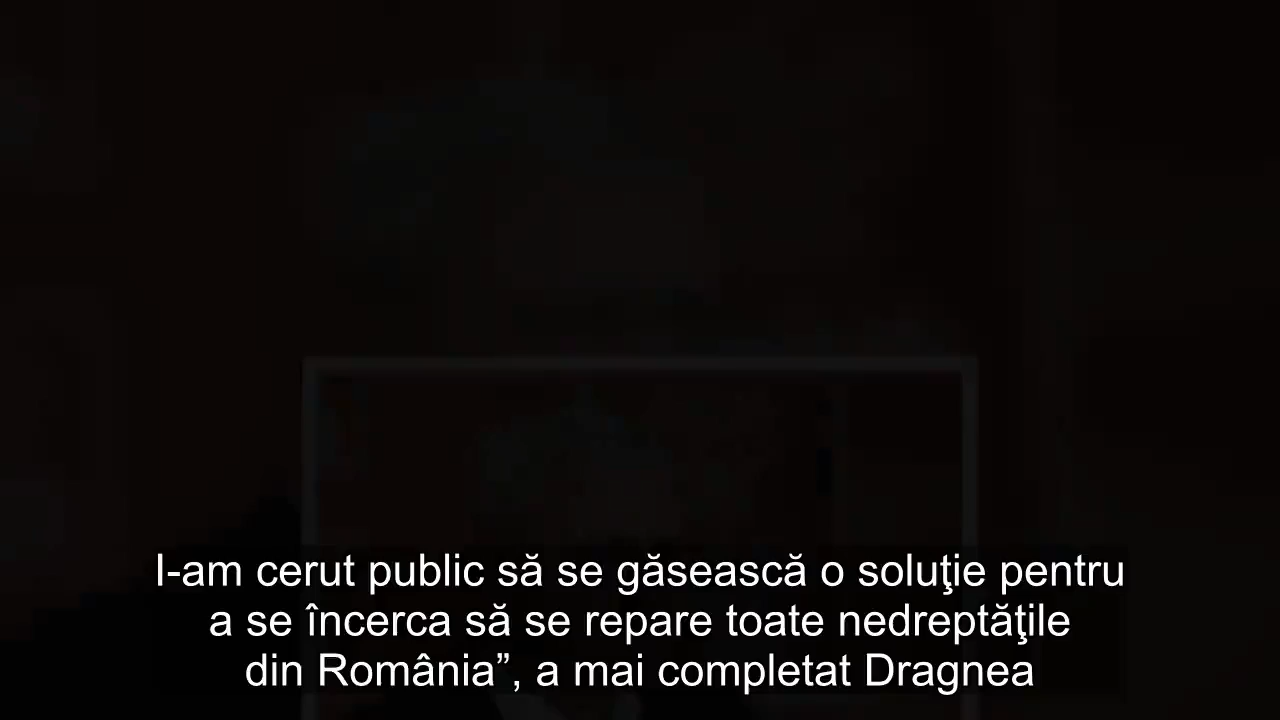 I-am cerut public să se găsească o soluţie pentru
a se încerca să se repare toate nedreptăţile
din România”, a mai completat Dragnea